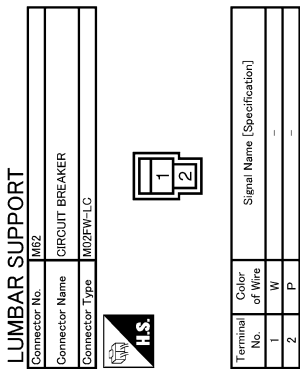 LUMBAR SUPPORT
Connector No. M62
Connector Name CIRCUIT BREAKER
Connector Type M02FW-LC
H.S.
1
2
Terminal No. Color of Wire Signal Name [Specification]
1 W -
2 P -